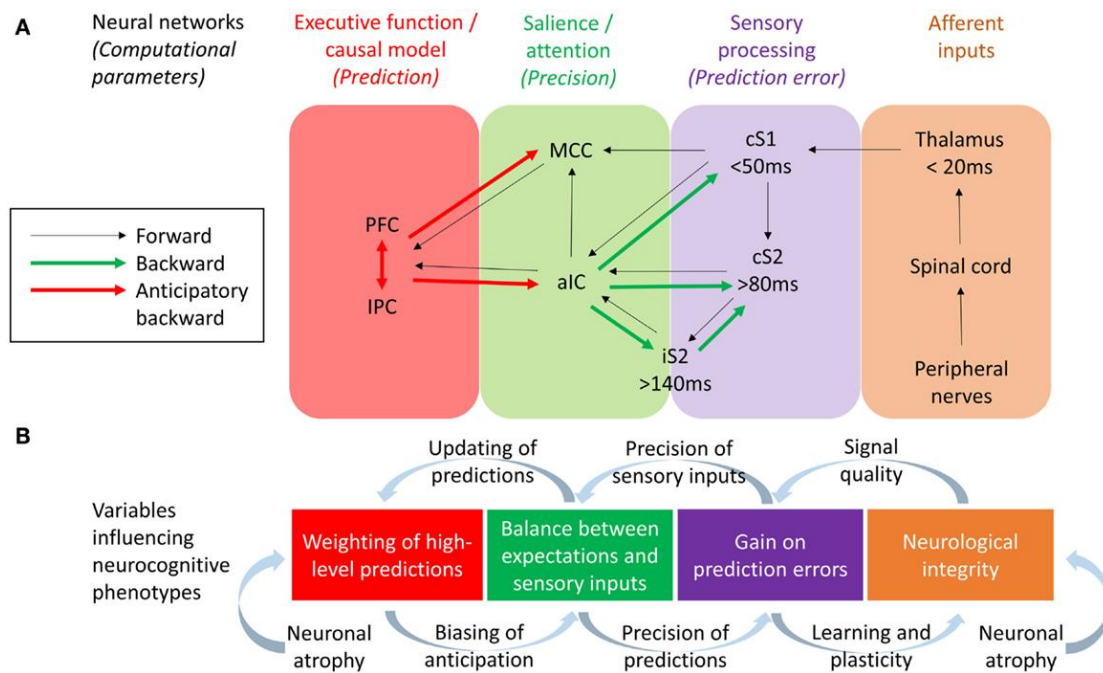 A
Neural networks
(Computational
parameters)
Executive function /
causal model
(Prediction)
Salience /
attention
(Precision)
Sensory
processing
(Prediction error)
Afferent
inputs
MCC
cS1
<50ms
Thalamus
< 20ms
PFC
IPC
aIC
cS2
>80ms
Spinal cord
iS2
>140ms
Peripheral
nerves
Forward
Backward
Anticipatory
backward
B
Updating of
predictions
Precision of
sensory inputs
Signal
quality
Variables
influencing
neurocognitive
phenotypes
Weighting of high-
level predictions
Balance between
expectations and
sensory inputs
Gain on
prediction errors
Neurological
integrity
Neuronal
atrophy
Biasing of
anticipation
Precision of
predictions
Learning and
plasticity
Neuronal
atrophy